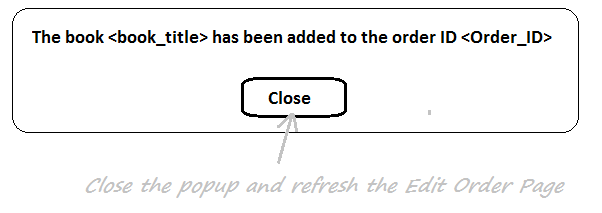 The book <book_title> has been added to the order ID <Order_ID>
Close
Close the popup and refresh the Edit Order Page